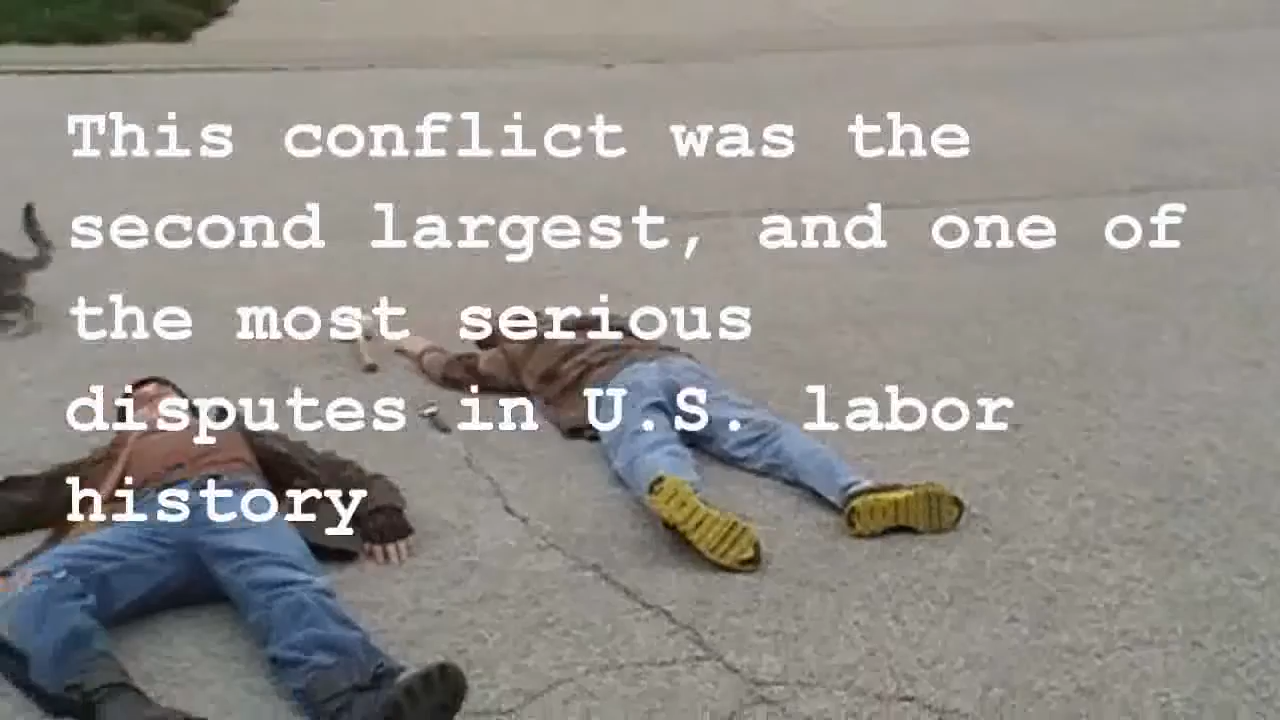 This conflict was the
second largest, and one of
the most serious
disputes in U.S. labor
history